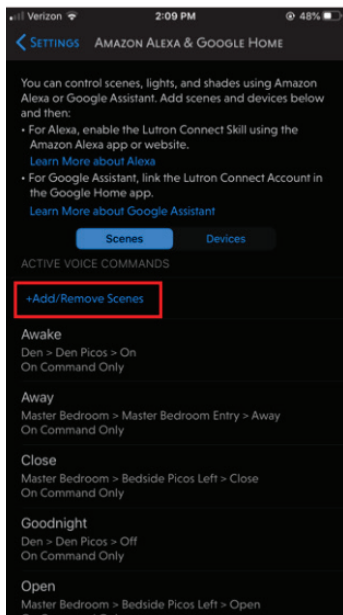 Verizon 2:09 PM 48%
SETTINGS AMAZON ALEXA & GOOGLE HOME
You can control scenes, lights, and shades using Amazon
Alexa or Google Assistant. Add scenes and devices below
and then:
• For Alexa, enable the Lutron Connect Skill using the
Amazon Alexa app or website.
Learn More about Alexa
• For Google Assistant, link the Lutron Connect Account in
the Google Home app.
Learn More about Google Assistant
Scenes Devices
ACTIVE VOICE COMMANDS
+Add/Remove Scenes
Awake
Den > Den Picos > On
On Command Only
Away
Master Bedroom > Master Bedroom Entry > Away
On Command Only
Close
Master Bedroom > Bedside Picos Left > Close
On Command Only
Goodnight
Den > Den Picos > Off
On Command Only
Open
Master Bedroom > Bedside Picos Left > Open